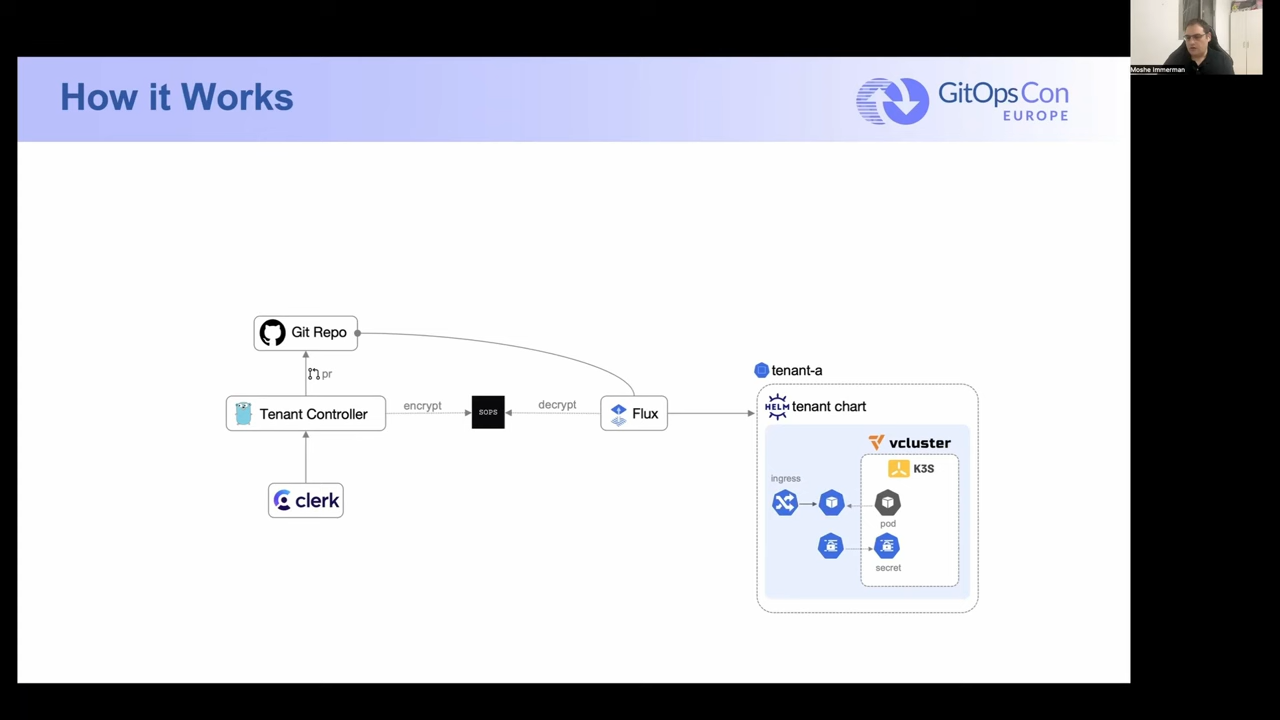 Moshe Immerman
How it Works
GitOpsCon
EUROPE
Git Repo
pr
Tenant Controller
encrypt
SOPS
decrypt
Flux
clerk
tenant-a
HELM tenant chart
vcluster
K3S
ingress
pod
secret